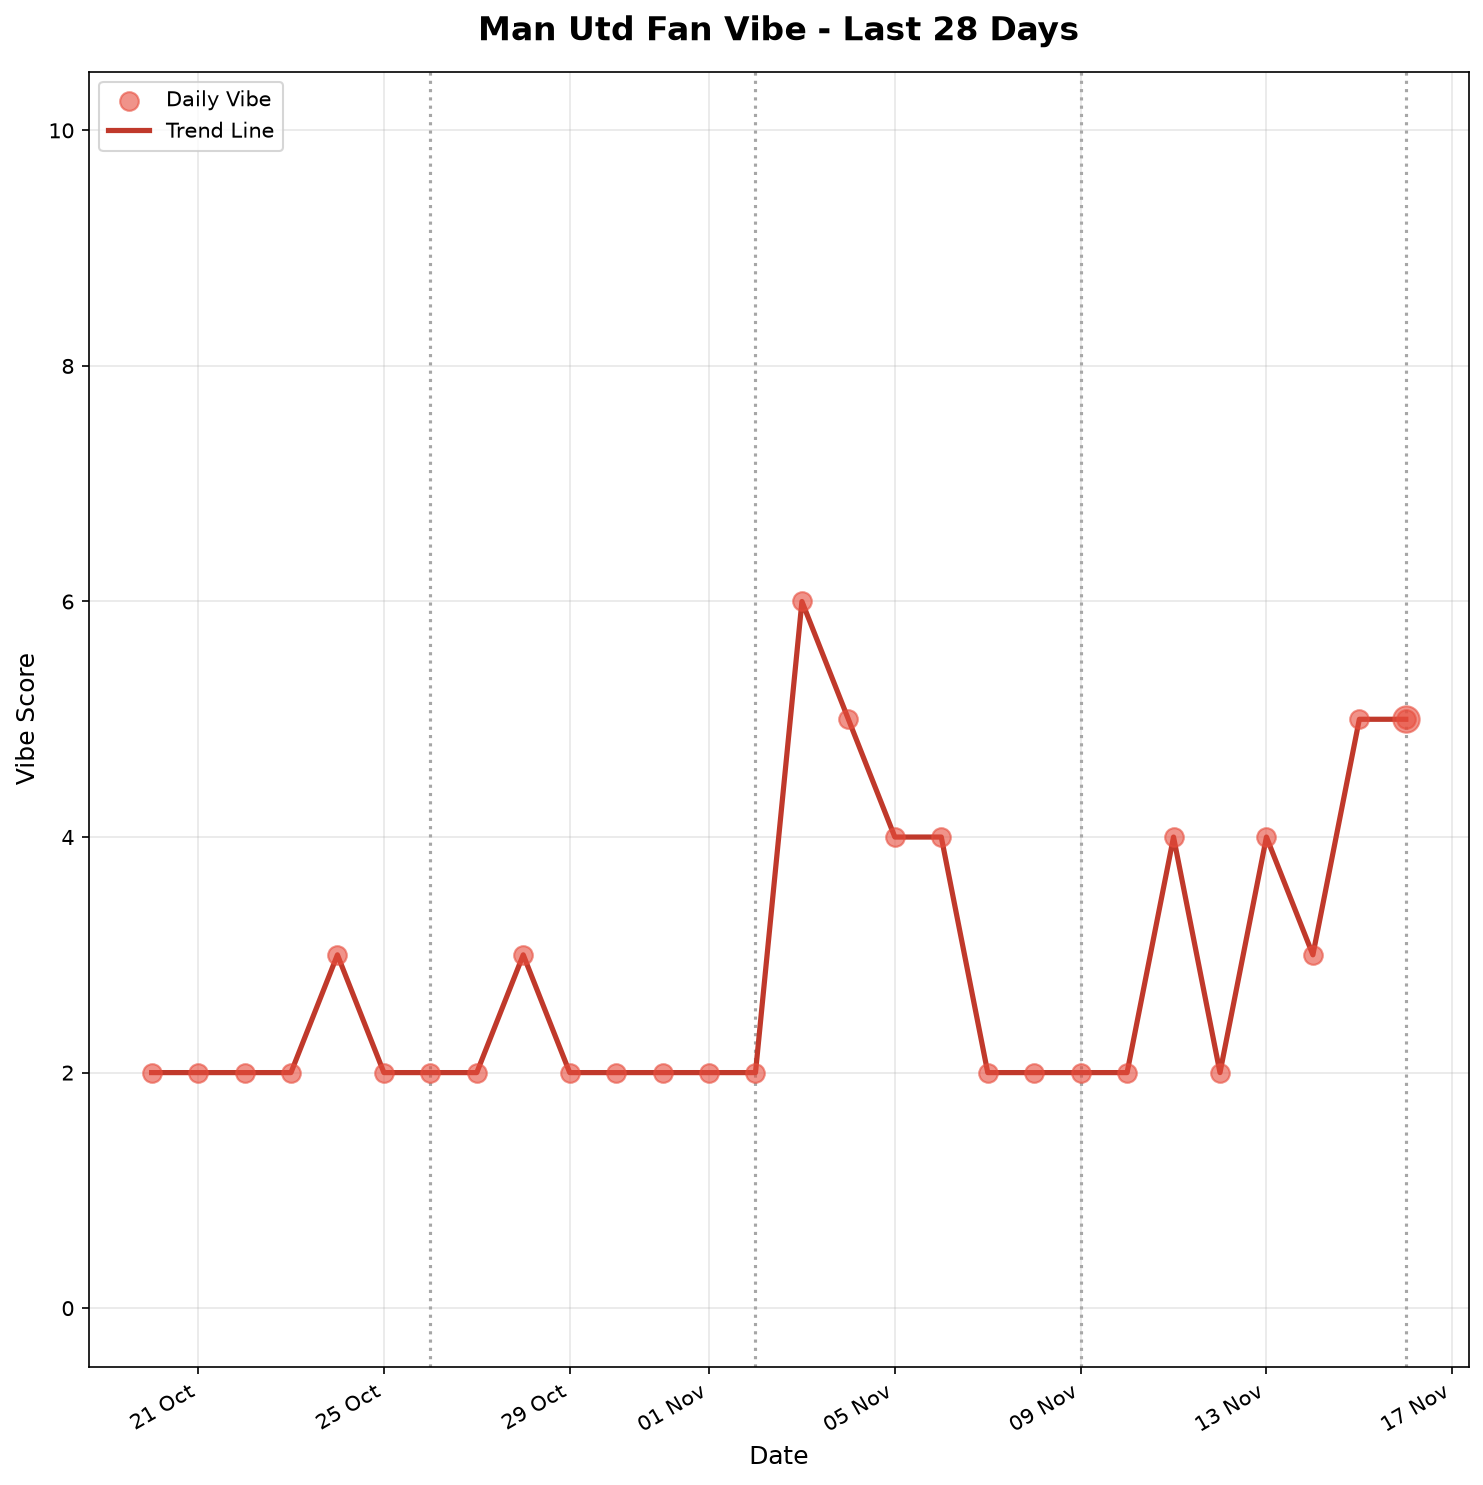 Man Utd Fan Vibe - Last 28 Days
Daily Vibe
Trend Line
10
8
6
4
2
0
Vibe Score
21 Oct
25 Oct
29 Oct
01 Nov
05 Nov
09 Nov
13 Nov
17 Nov
Date